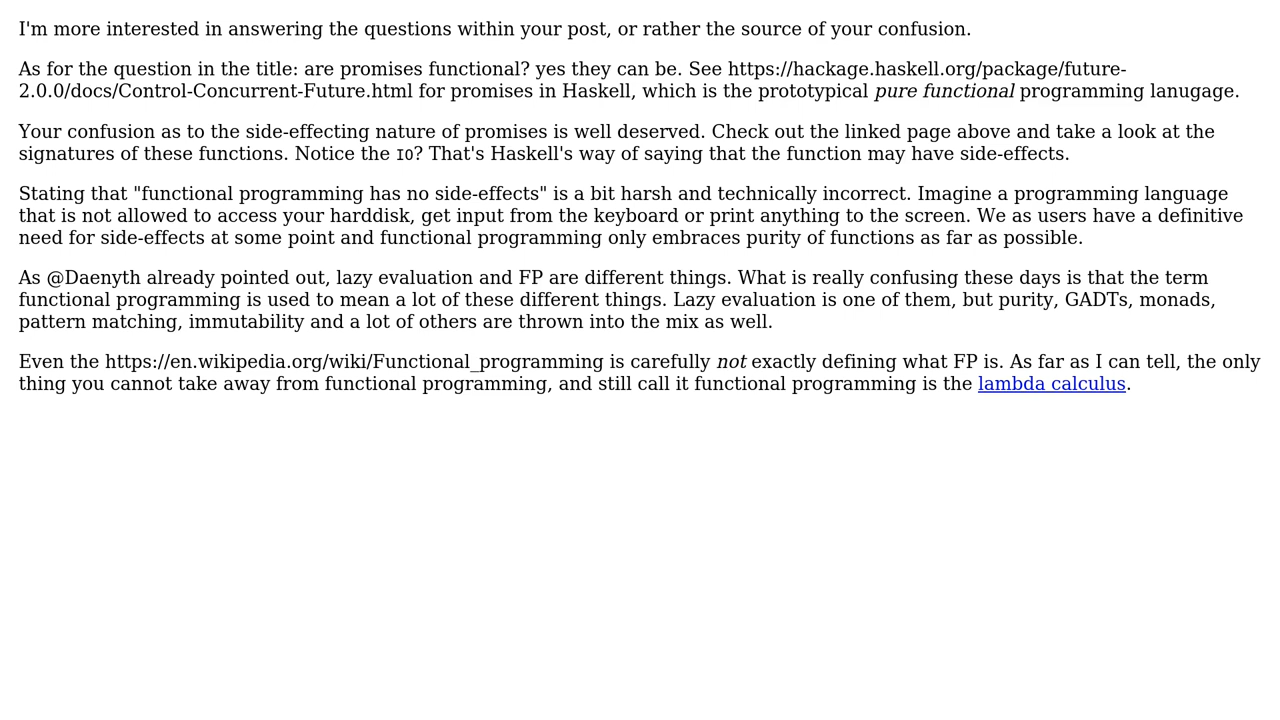 I'm more interested in answering the questions within your post, or rather the source of your confusion.
As for the question in the title: are promises functional? yes they can be. See https://hackage.haskell.org/package/future-
2.0.0/docs/Control-Concurrent-Future.html for promises in Haskell, which is the prototypical pure functional programming lanugage.
Your confusion as to the side-effecting nature of promises is well deserved. Check out the linked page above and take a look at the
signatures of these functions. Notice the IO? That's Haskell's way of saying that the function may have side-effects.
Stating that "functional programming has no side-effects" is a bit harsh and technically incorrect. Imagine a programming language
that is not allowed to access your harddisk, get input from the keyboard or print anything to the screen. We as users have a definitive
need for side-effects at some point and functional programming only embraces purity of functions as far as possible.
As @Daenyth already pointed out, lazy evaluation and FP are different things. What is really confusing these days is that the term
functional programming is used to mean a lot of these different things. Lazy evaluation is one of them, but purity, GADTs, monads,
pattern matching, immutability and a lot of others are thrown into the mix as well.
Even the https://en.wikipedia.org/wiki/Functional_programming is carefully not exactly defining what FP is. As far as I can tell, the only
thing you cannot take away from functional programming, and still call it functional programming is the lambda calculus.